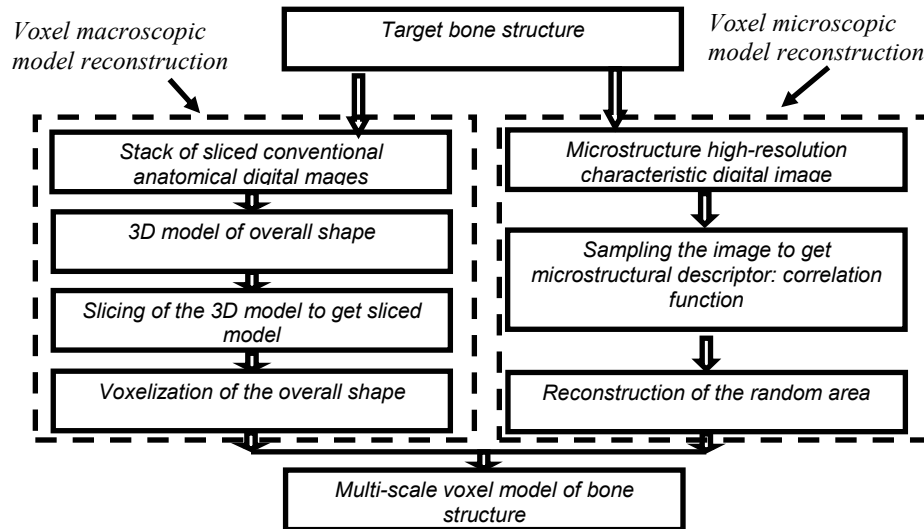 Voxel macroscopic
model reconstruction
Target bone structure
Voxel microscopic
model reconstruction
Stack of sliced conventional
anatomical digital mages
3D model of overall shape
Slicing of the 3D model to get sliced
model
Voxelization of the overall shape
Microstructure high-resolution
characteristic digital image
Sampling the image to get
microstructural descriptor: correlation
function
Reconstruction of the random area
Multi-scale voxel model of bone
structure